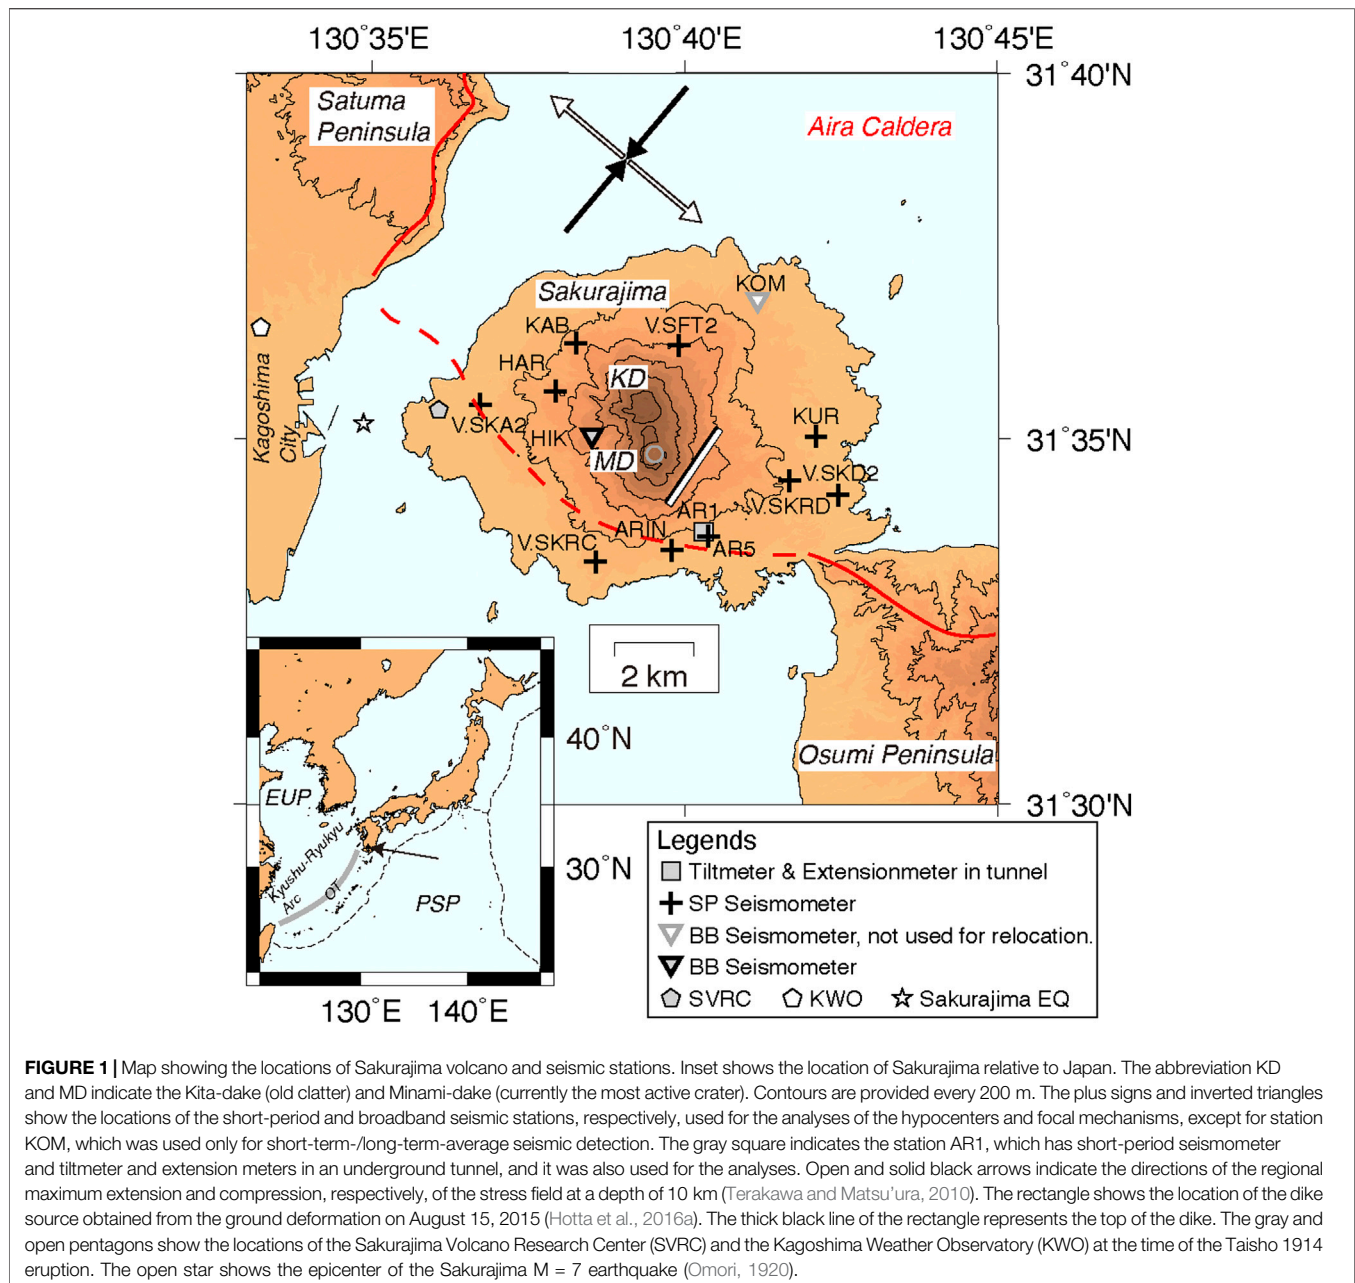 130°35'E 130°40'E 130°45'E
31°40'N
Satuma
Peninsula
Aira Caldera
KOM
Sakurajima
KAB
V.SFT2
HAR
KD
Kagoshima
City
V.SKA2
HIK
MD
KUR
31°35'N
V.SKD2
V.SKRD
AR1
ARIN
V.SKRC
AR5
2 km
Osumi Peninsula
40°N
EUP
31°30'N
Kyushu-Ryukyu
Arc
OT
30°N
PSP
130°E 140°E
Legends
Tiltmeter & Extensionmeter in tunnel
SP Seismometer
BB Seismometer, not used for relocation.
BB Seismometer
SVRC KWO Sakurajima EQ
FIGURE 1 | Map showing the locations of Sakurajima volcano and seismic stations. Inset shows the location of Sakurajima relative to Japan. The abbreviation KD
and MD indicate the Kita-dake (old clatter) and Minami-dake (currently the most active crater). Contours are provided every 200 m. The plus signs and inverted triangles
show the locations of the short-period and broadband seismic stations, respectively, used for the analyses of the hypocenters and focal mechanisms, except for station
KOM, which was used only for short-term-/long-term-average seismic detection. The gray square indicates the station AR1, which has short-period seismometer
and tiltmeter and extension meters in an underground tunnel, and it was also used for the analyses. Open and solid black arrows indicate the directions of the regional
maximum extension and compression, respectively, of the stress field at a depth of 10 km (Terakawa and Matsu'ura, 2010). The rectangle shows the location of the dike
source obtained from the ground deformation on August 15, 2015 (Hotta et al., 2016a). The thick black line of the rectangle represents the top of the dike. The gray and
open pentagons show the locations of the Sakurajima Volcano Research Center (SVRC) and the Kagoshima Weather Observatory (KWO) at the time of the Taisho 1914
eruption. The open star shows the epicenter of the Sakurajima M = 7 earthquake (Omori, 1920).